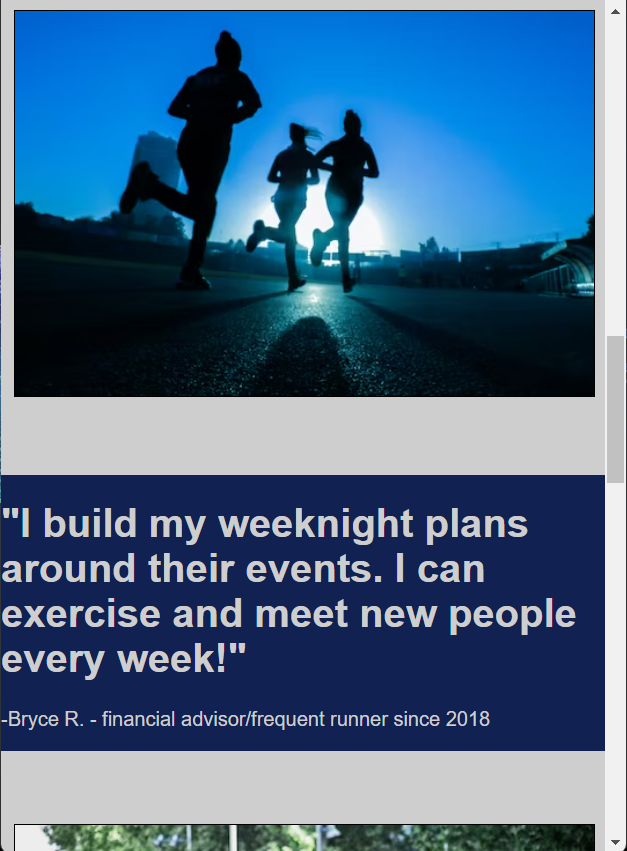 "I build my weeknight plans
around their events. I can
exercise and meet new people
every week!"
-Bryce R. - financial advisor/frequent runner since 2018